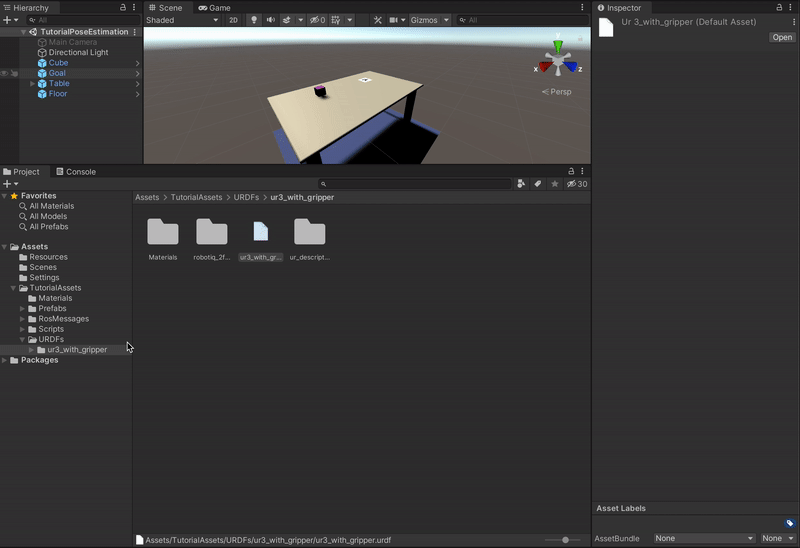 Hierarchy
Scene
Game
Inspector
All
Shaded
2D
0
Gizmos
All
Ur 3_with_gripper (Default Asset)
Open
TutorialPoseEstimation
Main Camera
Directional Light
Cube
Goal
Table
Floor
y
x
z
Persp
Project
Console
30
Favorites
All Materials
All Models
All Prefabs
Assets
Resources
Scenes
Settings
TutorialAssets
Materials
Prefabs
RosMessages
Scripts
URDFs
ur3_with_gripper
Packages
Assets > TutorialAssets > URDFs > ur3_with_gripper
Materials
robotiq_2f...
ur3_with_gr...
ur_descript...
Assets/TutorialAssets/URDFs/ur3_with_gripper/ur3_with_gripper.urdf
Asset Labels
AssetBundle
None
None